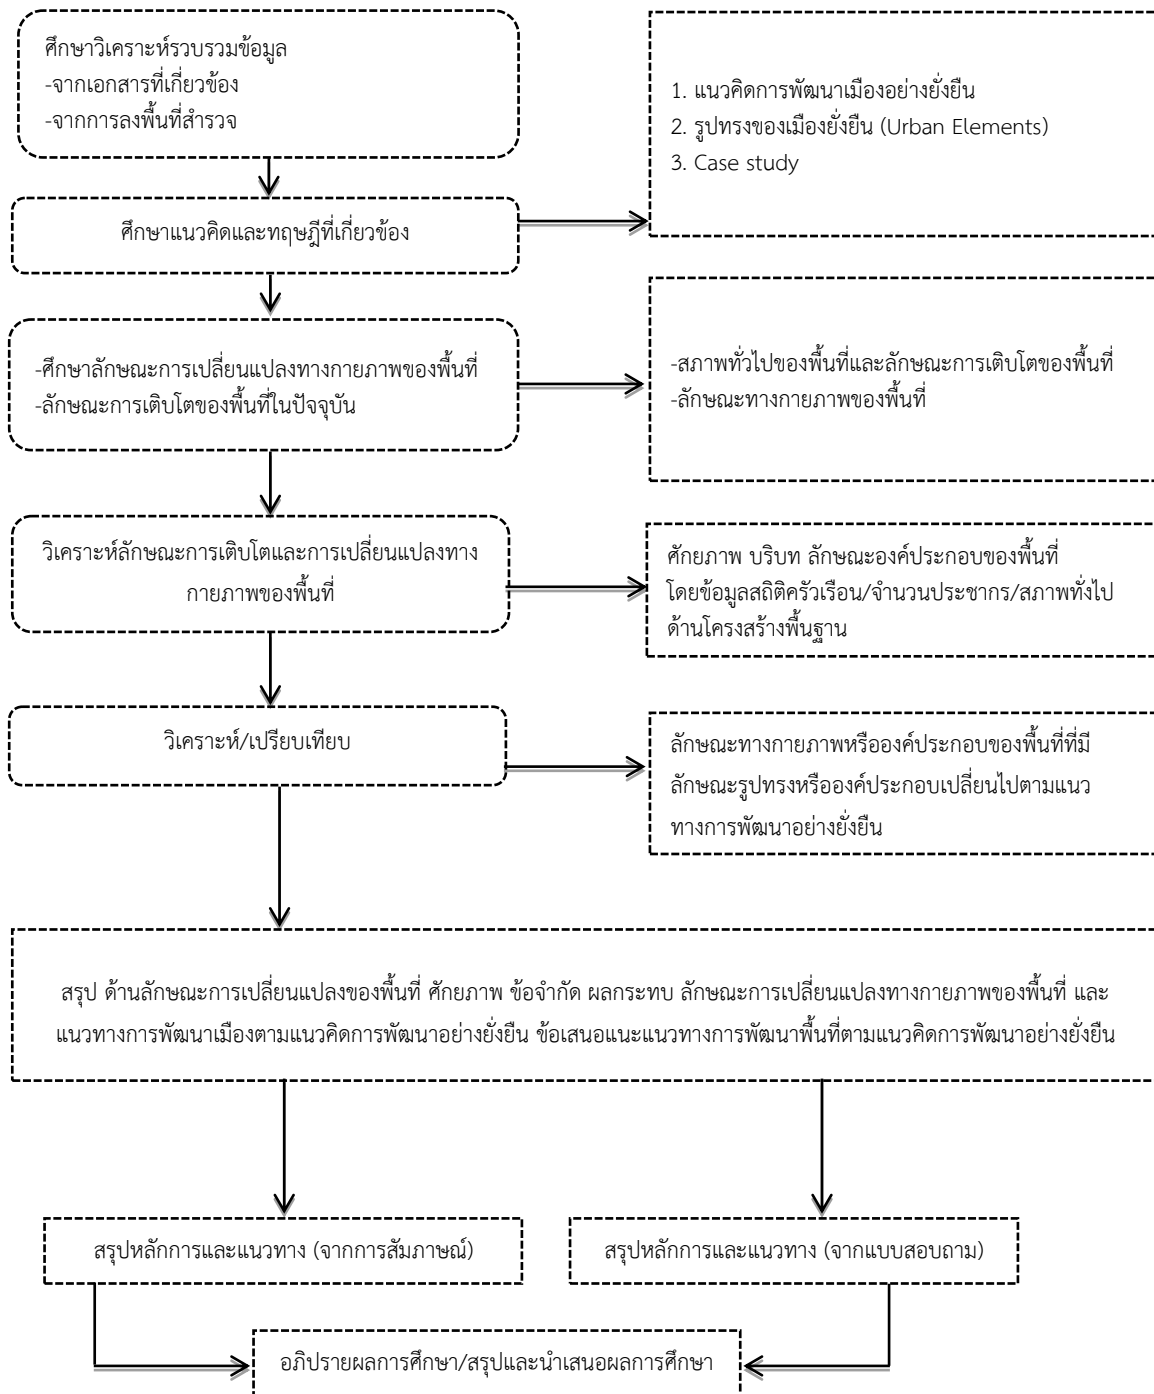 ศึกษาวิเคราะห์รวบรวมข้อมูล
-จากเอกสารที่เกี่ยวข้อง
-จากการลงพื้นที่สำรวจ
1. แนวคิดการพัฒนาเมืองอย่างยั่งยืน
2. รูปทรงของเมืองยั่งยืน (Urban Elements)
3. Case study
ศึกษาแนวคิดและทฤษฎีที่เกี่ยวข้อง
-ศึกษาลักษณะการเปลี่ยนแปลงทางกายภาพของพื้นที่
-ลักษณะการเติบโตของพื้นที่ในปัจจุบัน
-สภาพทั่วไปของพื้นที่และลักษณะการเติบโตของพื้นที่
-ลักษณะทางกายภาพของพื้นที่
วิเคราะห์ลักษณะการเติบโตและการเปลี่ยนแปลงทาง
กายภาพของพื้นที่
ศักยภาพ บริบท ลักษณะองค์ประกอบของพื้นที่
โดยข้อมูลสถิติครัวเรือน/จำนวนประชากร/สภาพทั่งไป
ด้านโครงสร้างพื้นฐาน
วิเคราะห์/เปรียบเทียบ
ลักษณะทางกายภาพหรือองค์ประกอบของพื้นที่ที่มี
ลักษณะรูปทรงหรือองค์ประกอบเปลี่ยนไปตามแนว
ทางการพัฒนาอย่างยั่งยืน
สรุป ด้านลักษณะการเปลี่ยนแปลงของพื้นที่ ศักยภาพ ข้อจำกัด ผลกระทบ ลักษณะการเปลี่ยนแปลงทางกายภาพของพื้นที่ และ
แนวทางการพัฒนาเมืองตามแนวคิดการพัฒนาอย่างยั่งยืน ข้อเสนอแนะแนวทางการพัฒนาพื้นที่ตามแนวคิดการพัฒนาอย่างยั่งยืน
สรุปหลักการและแนวทาง (จากการสัมภาษณ์)
สรุปหลักการและแนวทาง (จากแบบสอบถาม)
อภิปรายผลการศึกษา/สรุปและนำเสนอผลการศึกษา